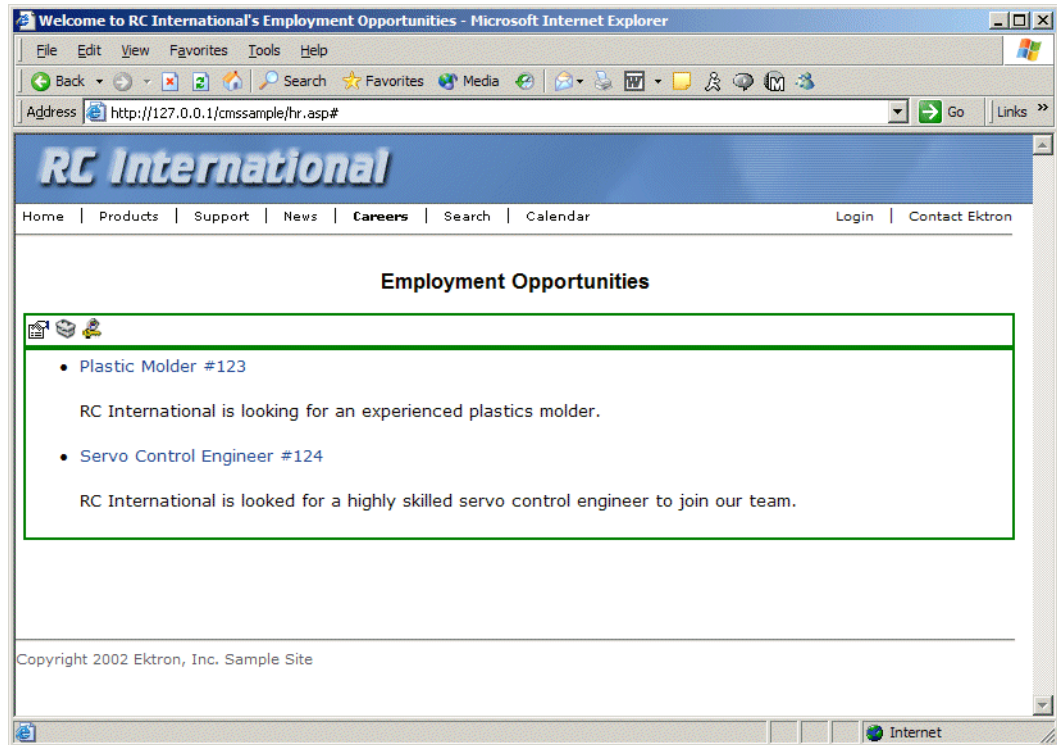 Welcome to RC International's Employment Opportunities - Microsoft Internet Explorer
File Edit View Favorites Tools Help
Back Search Favorites Media
Address http://127.0.0.1/cmssample/hr.asp# Go Links »
RC International
Home | Products | Support | News | Careers | Search | Calendar Login | Contact Ektron
Employment Opportunities
• Plastic Molder #123
RC International is looking for an experienced plastics molder.
• Servo Control Engineer #124
RC International is looked for a highly skilled servo control engineer to join our team.
Copyright 2002 Ektron, Inc. Sample Site
Internet